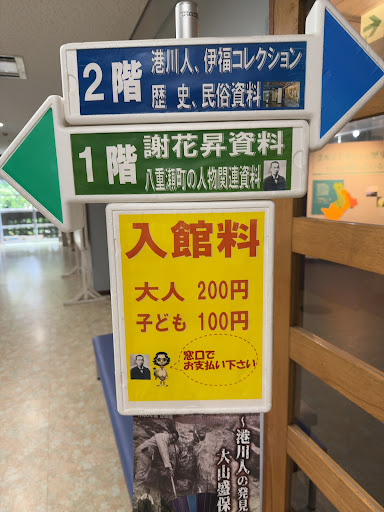 2階
港川人、伊福コレクション
歴 史、民俗資料
1階
謝花昇資料
八重瀬町の人物関連資料
入館料
大人 200円
子ども 100円
窓口で
お支払い下さい
~港川人の発見
大山盛保